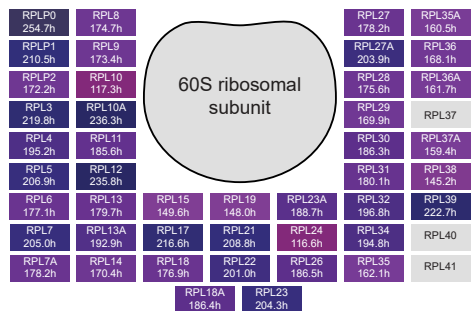 RPLP0
254.7h
RPL8
174.7h
RPL27
178.2h
RPL35A
160.5h
RPLP1
210.5h
RPL9
173.4h
RPL27A
203.9h
RPL36
168.1h
RPLP2
172.2h
RPL10
117.3h
60S ribosomal
subunit
RPL28
175.6h
RPL36A
161.7h
RPL3
219.8h
RPL10A
236.3h
RPL29
169.9h
RPL37
RPL4
195.2h
RPL11
185.6h
RPL30
186.3h
RPL37A
159.4h
RPL5
206.9h
RPL12
235.8h
RPL31
180.1h
RPL38
145.2h
RPL6
177.1h
RPL13
179.7h
RPL15
149.6h
RPL19
148.0h
RPL23A
188.7h
RPL32
196.8h
RPL39
222.7h
RPL7
205.0h
RPL13A
192.9h
RPL17
216.6h
RPL21
208.8h
RPL24
116.6h
RPL34
194.8h
RPL40
RPL7A
178.2h
RPL14
170.4h
RPL18
176.9h
RPL22
201.0h
RPL26
186.5h
RPL35
162.1h
RPL41
RPL18A
186.4h
RPL23
204.3h